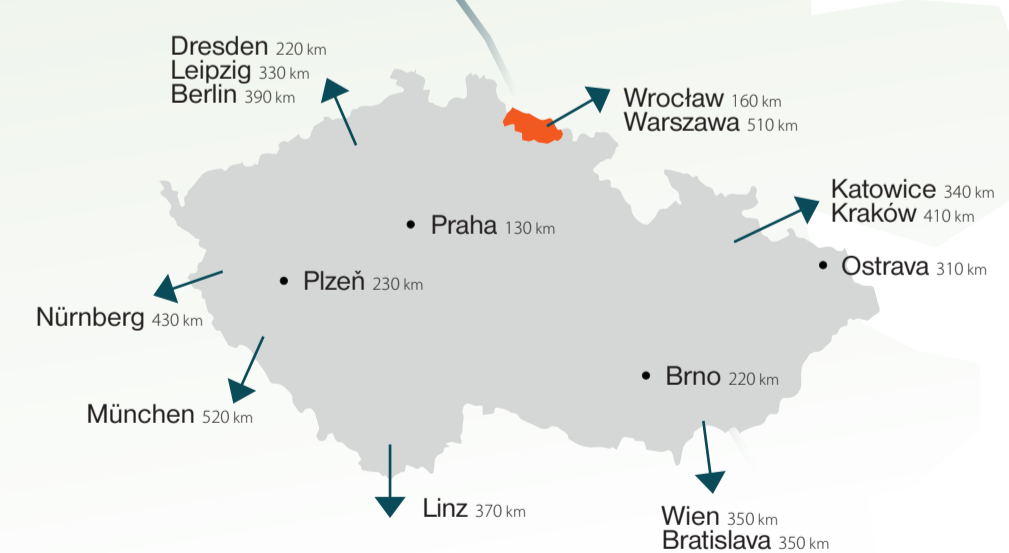 Dresden 220 km
Leipzig 330 km
Berlin 390 km
Wrocław 160 km
Warszawa 510 km
Katowice 340 km
Kraków 410 km
Praha 130 km
Ostrava 310 km
Plzeň 230 km
Nürnberg 430 km
Brno 220 km
München 520 km
Linz 370 km
Wien 350 km
Bratislava 350 km